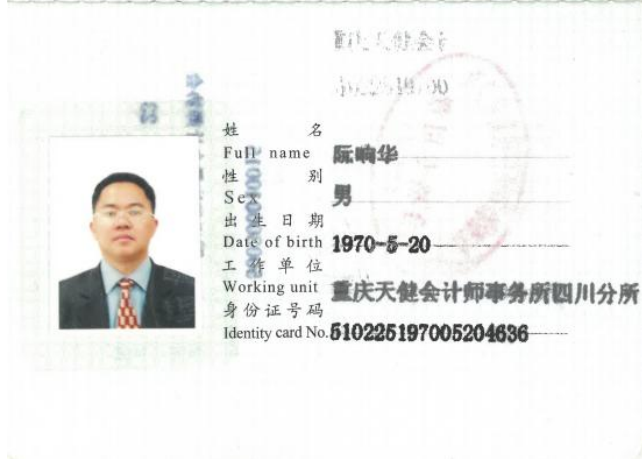 姓 名
Full name 阮响华
性 别
Sex 男
出生日期
Date of birth 1970-5-20
工作单位
Working unit 重庆天健会计师事务所四川分所
身份证号码
Identity card No. 510225197005204636